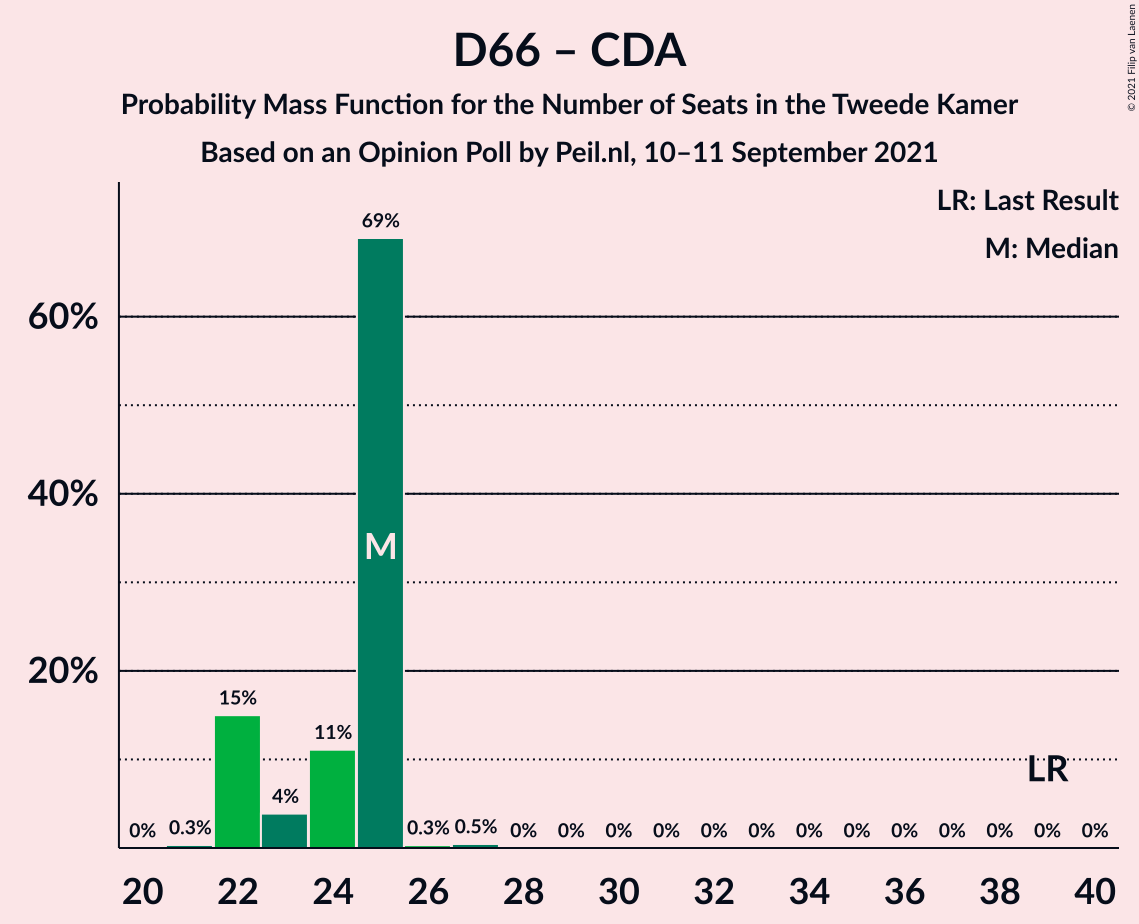 D66 – CDA
Probability Mass Function for the Number of Seats in the Tweede Kamer
Based on an Opinion Poll by Peil.nl, 10–11 September 2021
© 2021 Filip van Laenen
LR: Last Result
M: Median
69%
60%
40%
M
20%
15%
11%
LR
4%
0% 0.3% 0.3% 0.5% 0% 0% 0% 0% 0% 0% 0% 0% 0% 0% 0% 0% 0%
20 22 24 26 28 30 32 34 36 38 40